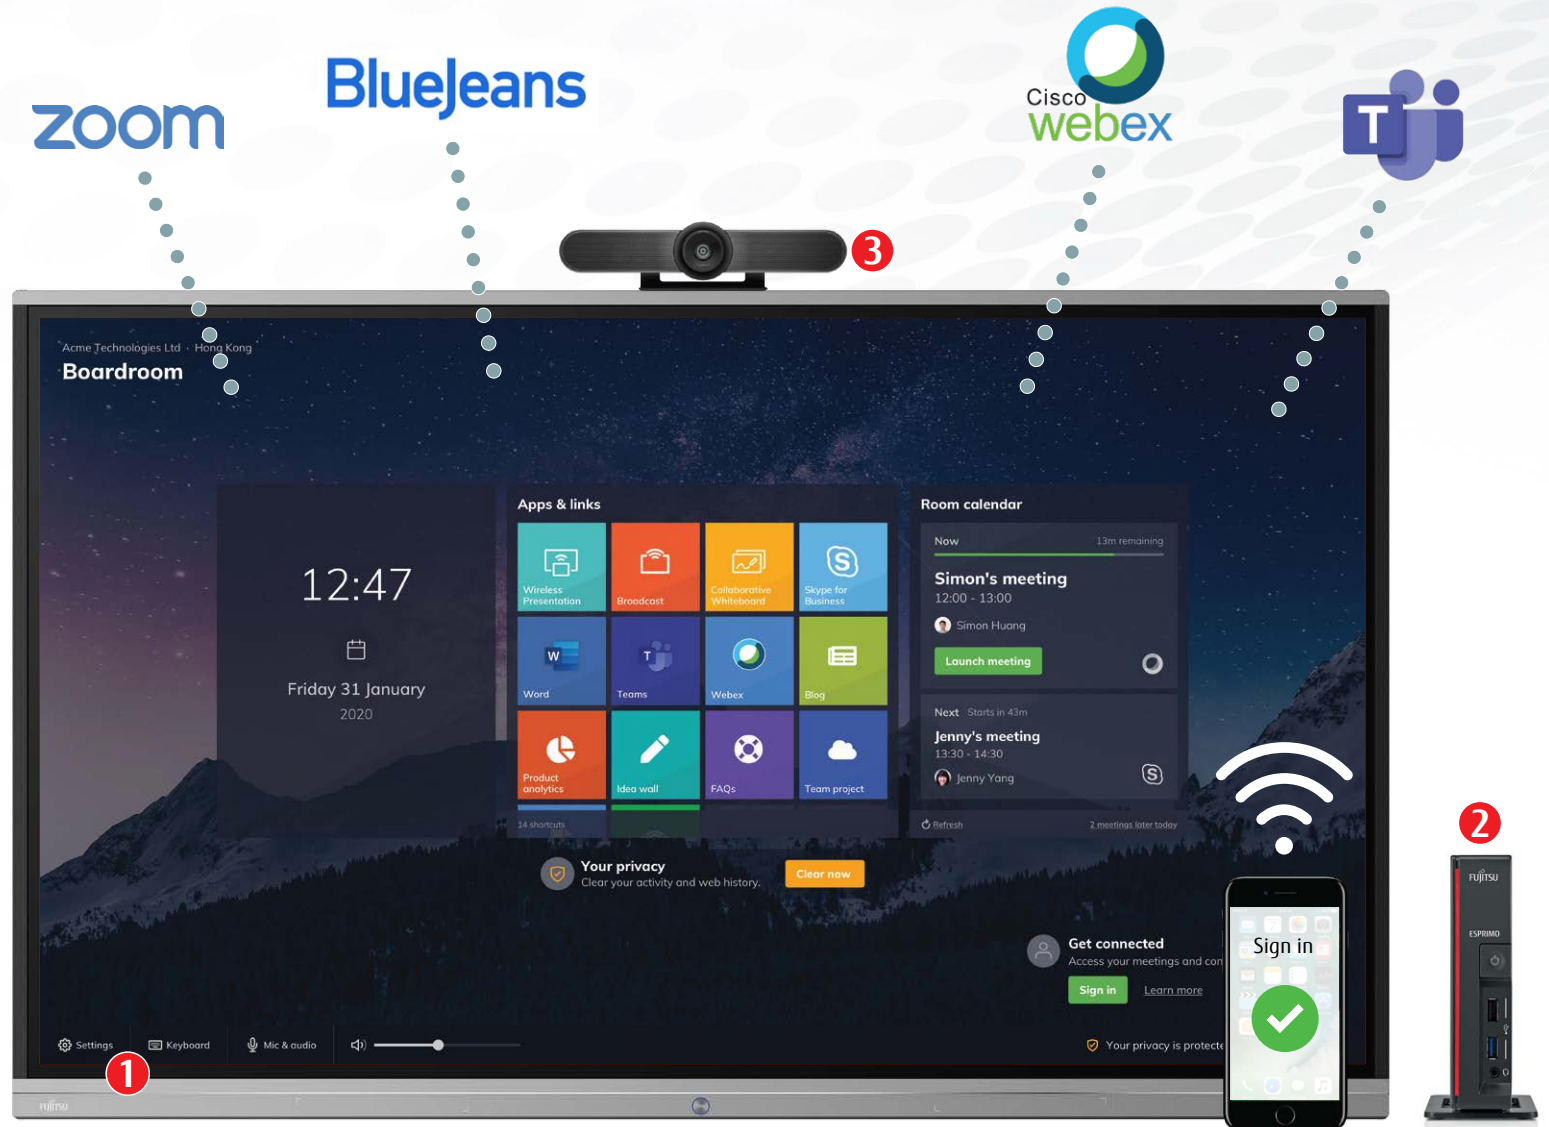 zoom
BlueJeans
Cisco
webex
T
3
Acme Technologies Ltd · Hong Kong
Boardroom
12:47
Friday 31 January
2020
Apps & links
Wireless
Presentation
Broadcast
Collaborative
Whiteboard
S
Skype for
Business
W
Word
T
Teams
Webex
Blog
Product
analytics
Idea wall
FAQs
Team project
14 shortcuts
Room calendar
Now
13m remaining
Simon's meeting
12:00 - 13:00
Simon Huang
Launch meeting
Next Starts in 43m
Jenny's meeting
13:30 - 14:30
Jenny Yang
S
Refresh
2 meetings later today
Your privacy
Clear your activity and web history.
Clear now
Get connected
Access your meetings and con
Sign in
Learn more
Sign in
Settings
Keyboard
Mic & audio
Your privacy is protecte
1
FUJITSU
2
FUJITSU
ESPRIMO